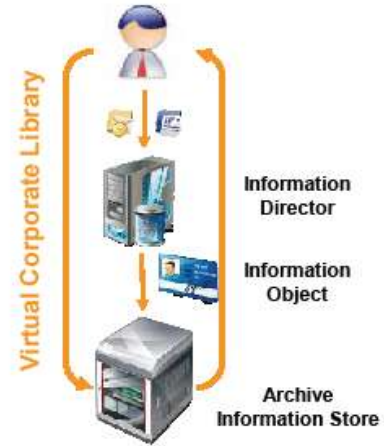 Virtual Corporate Library
Information
Director
Information
Object
Archive
Information Store